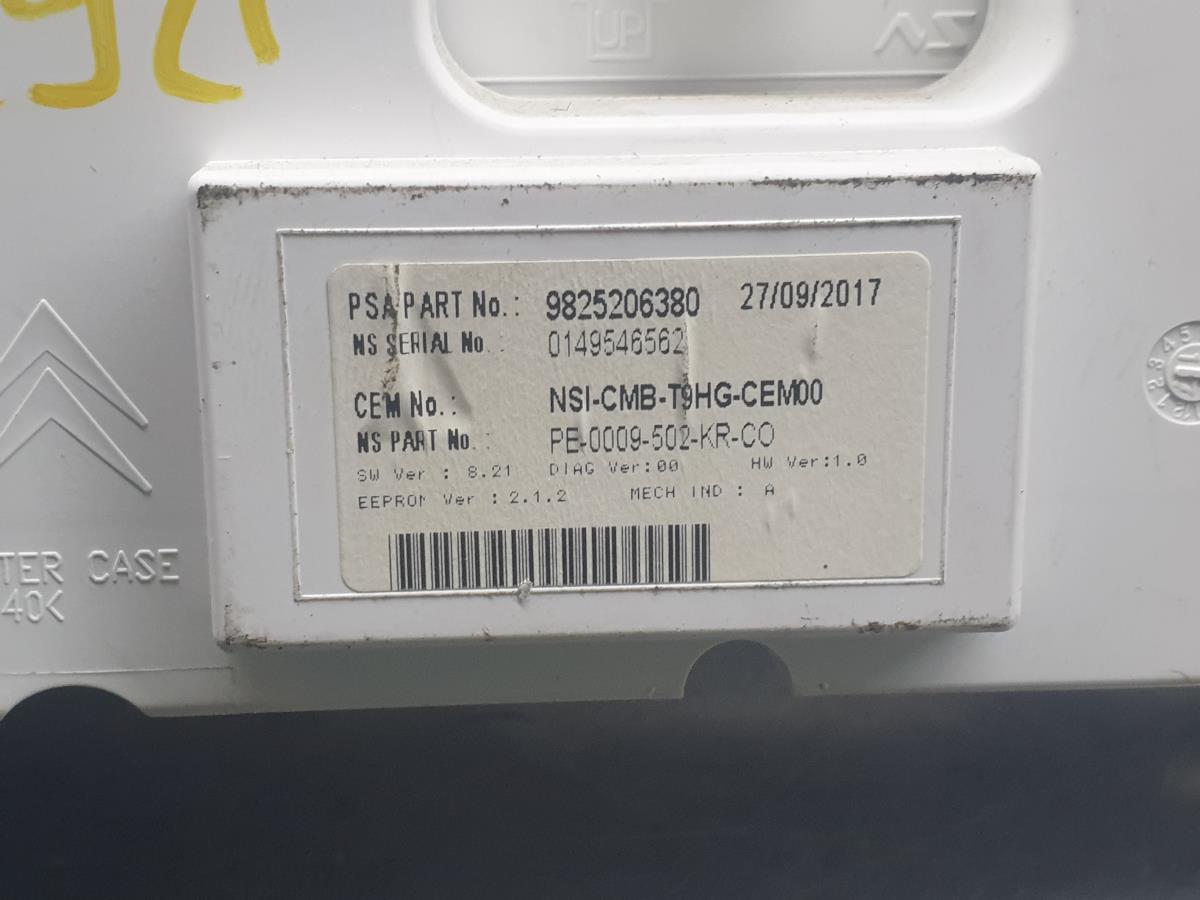 UP
NS
PSA PART No.: 9825206380 27/09/2017
NS SERIAL No. : 0149546562
CEM No.: NSI-CMB-T9HG-CEM00
NS PART No.: PE-0009-502-KR-CO
SW Ver : 8.21 DIAG Ver:00 HW Ver:1.0
EEPROM Ver : 2.1.2 MECH IND : A
TER CASE
40<